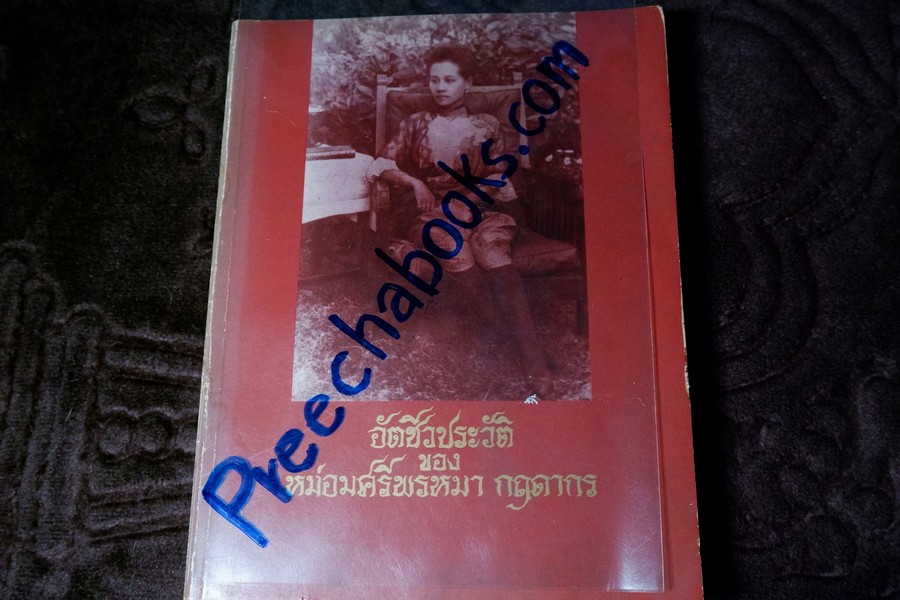 Preechabooks.com
อัตชีวประวัติ
ของ
หม่อมศรีพรหมา กฤดากร